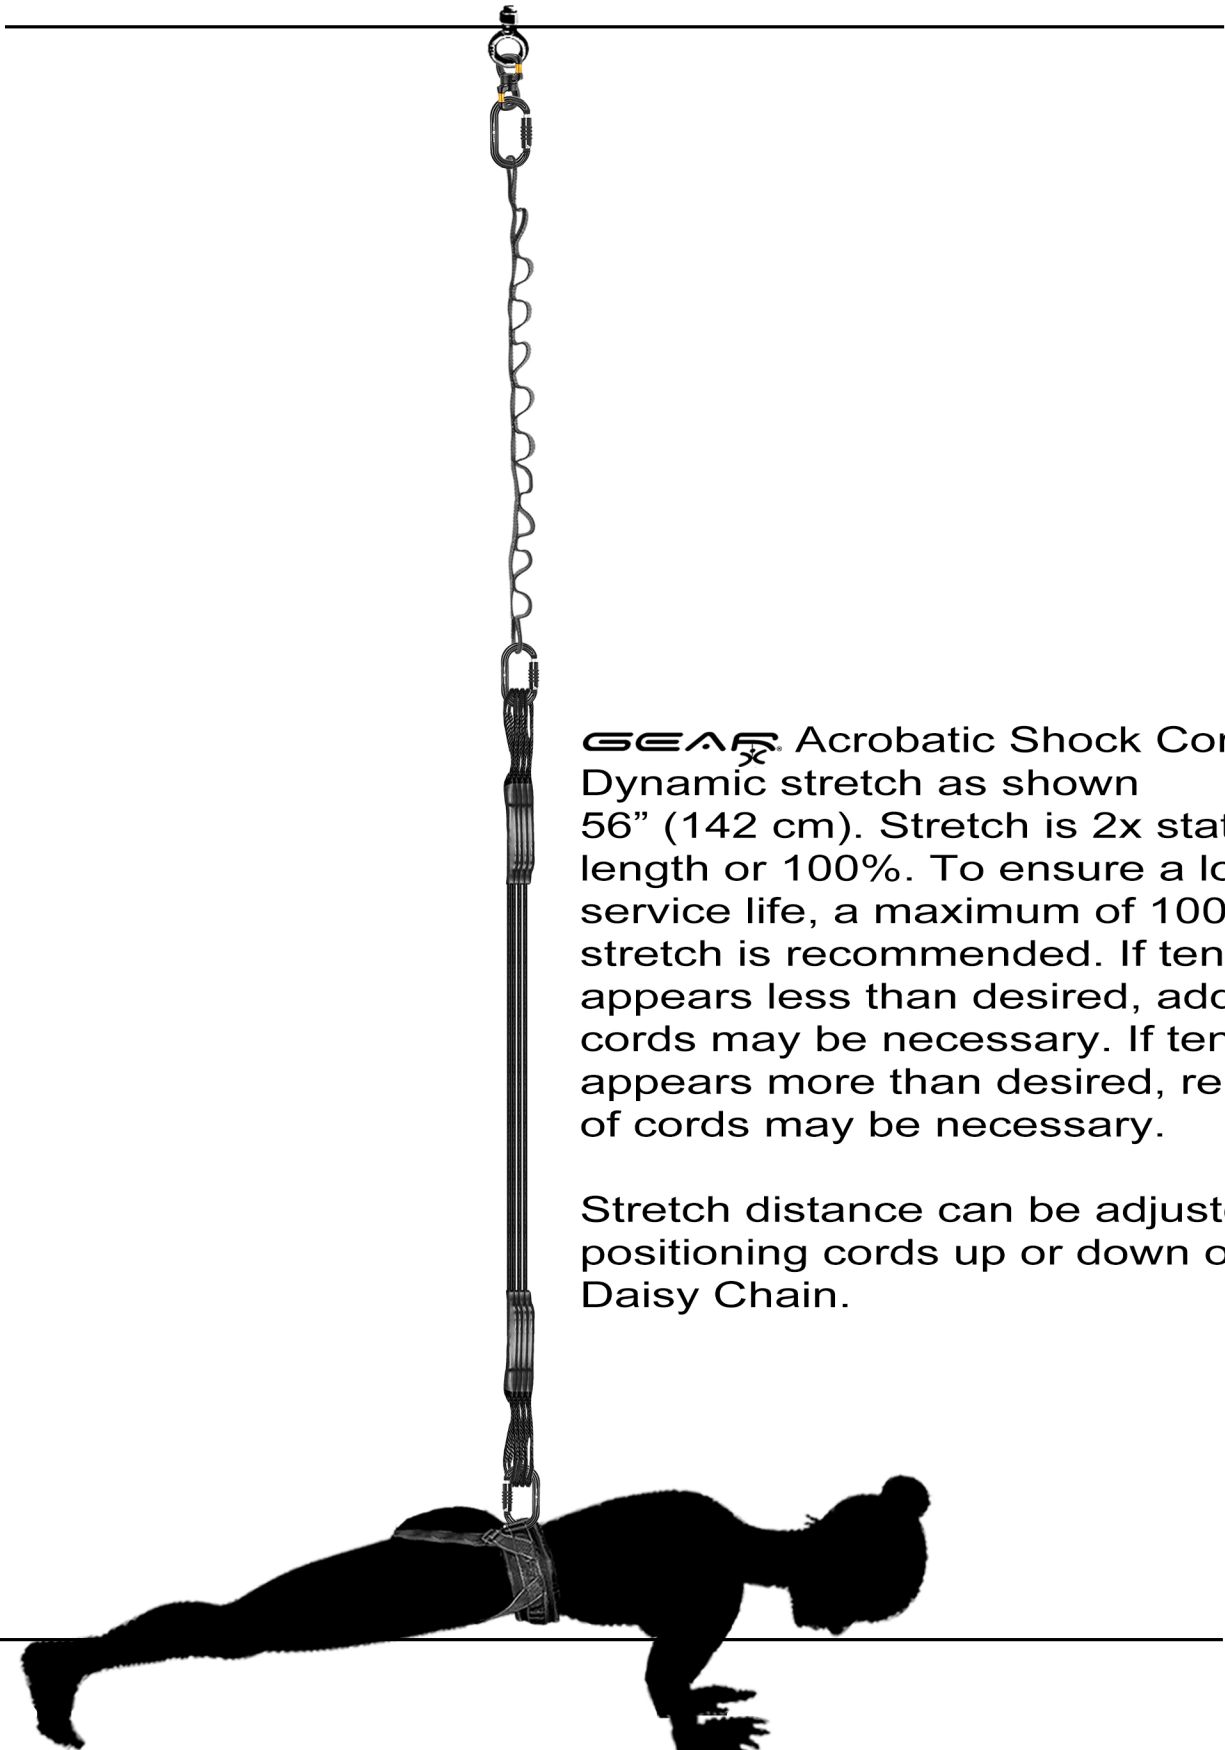 GEAR Acrobatic Shock Cor
Dynamic stretch as shown
56” (142 cm). Stretch is 2x stat
length or 100%. To ensure a lo
service life, a maximum of 100
stretch is recommended. If ten
appears less than desired, add
cords may be necessary. If ten
appears more than desired, re
of cords may be necessary.
Stretch distance can be adjuste
positioning cords up or down o
Daisy Chain.